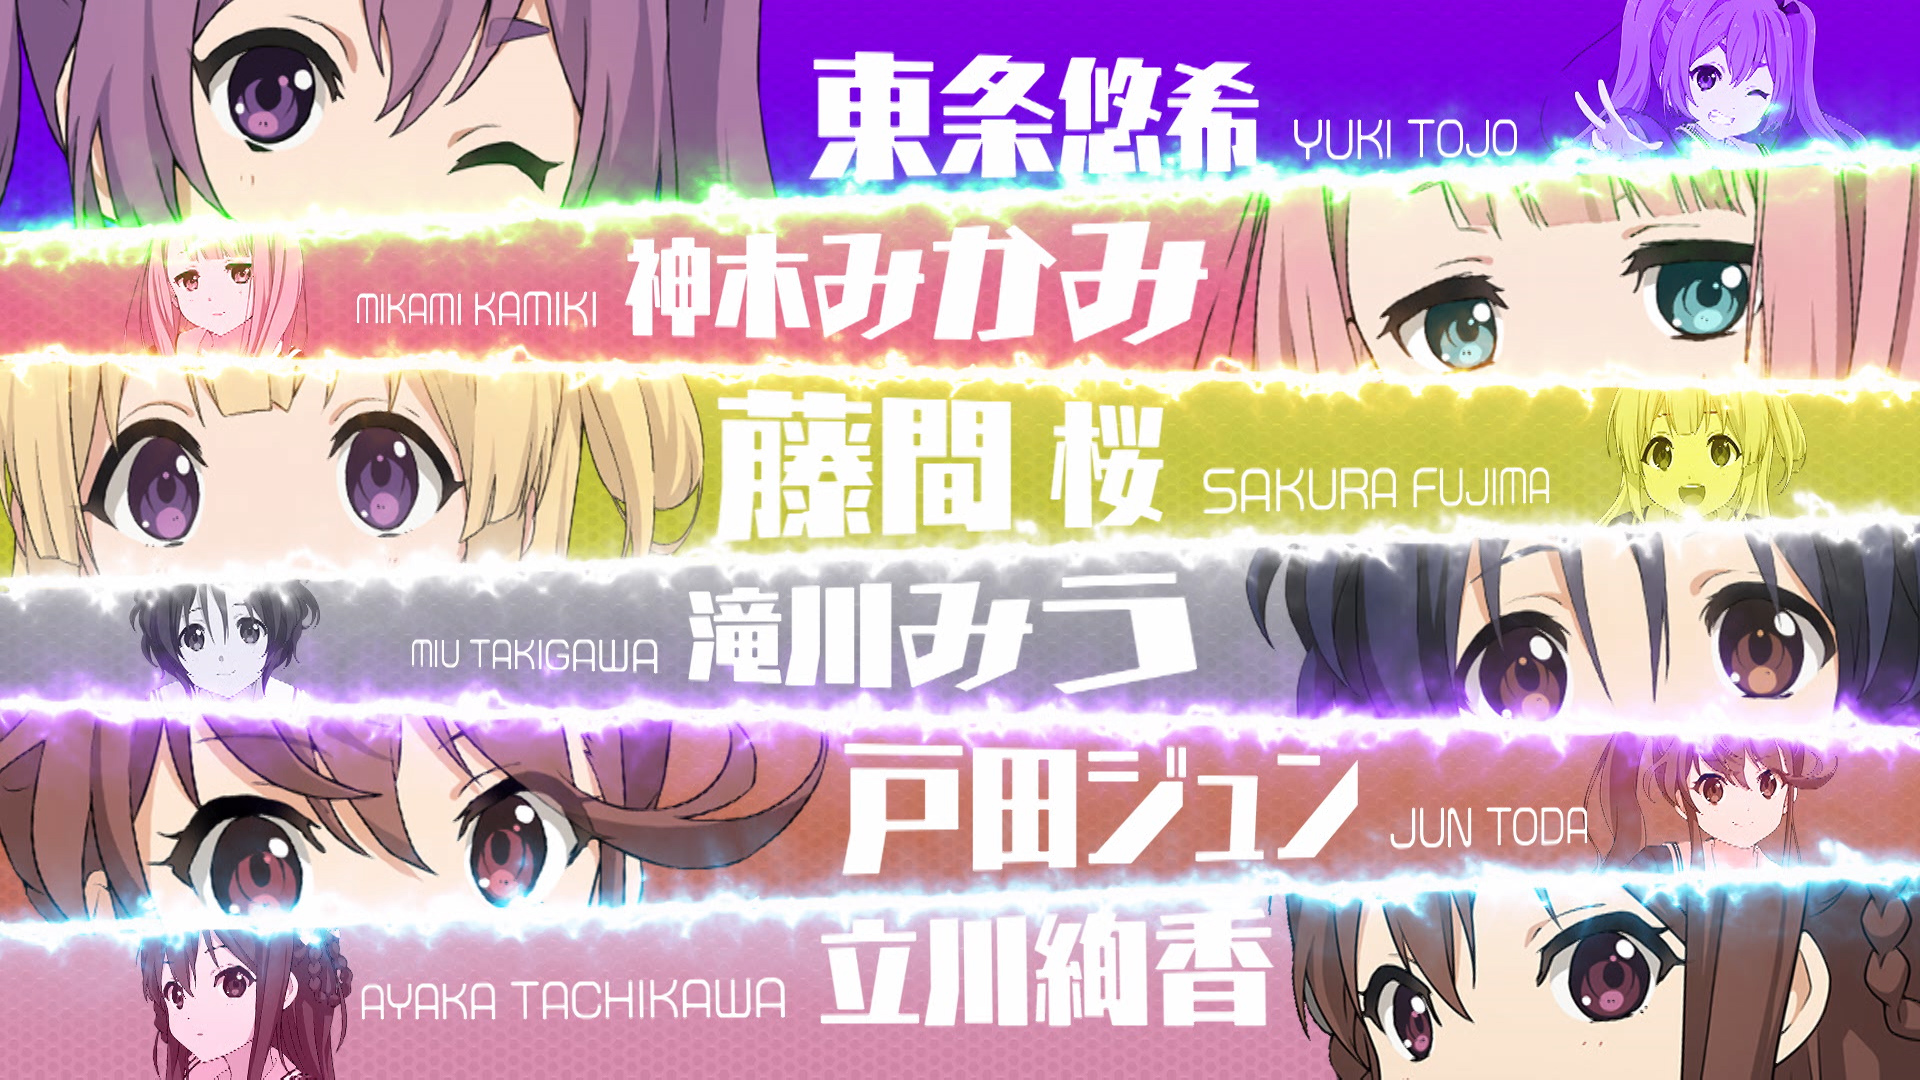 東条悠希 YUKI TOJO
MIKAMI KAMIKI 神木みかみ
藤間 桜 SAKURA FUJIMA
MIU TAKIGAWA 滝川みう
戸田ジュン JUN TODA
AYAKA TACHIKAWA 立川絢香